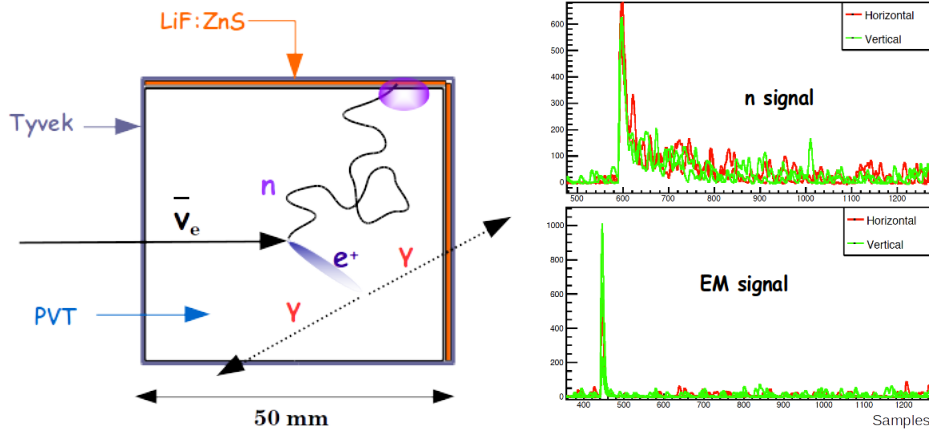 LiF:ZnS
Tyvek
n
ν̅e
e+
γ
γ
PVT
50 mm
Horizontal
Vertical
n signal
600
500
400
300
200
100
0
500 600 700 800 900 1000 1100 1200
Horizontal
Vertical
EM signal
1000
800
600
400
200
0
400 500 600 700 800 900 1000 1100 1200
Samples